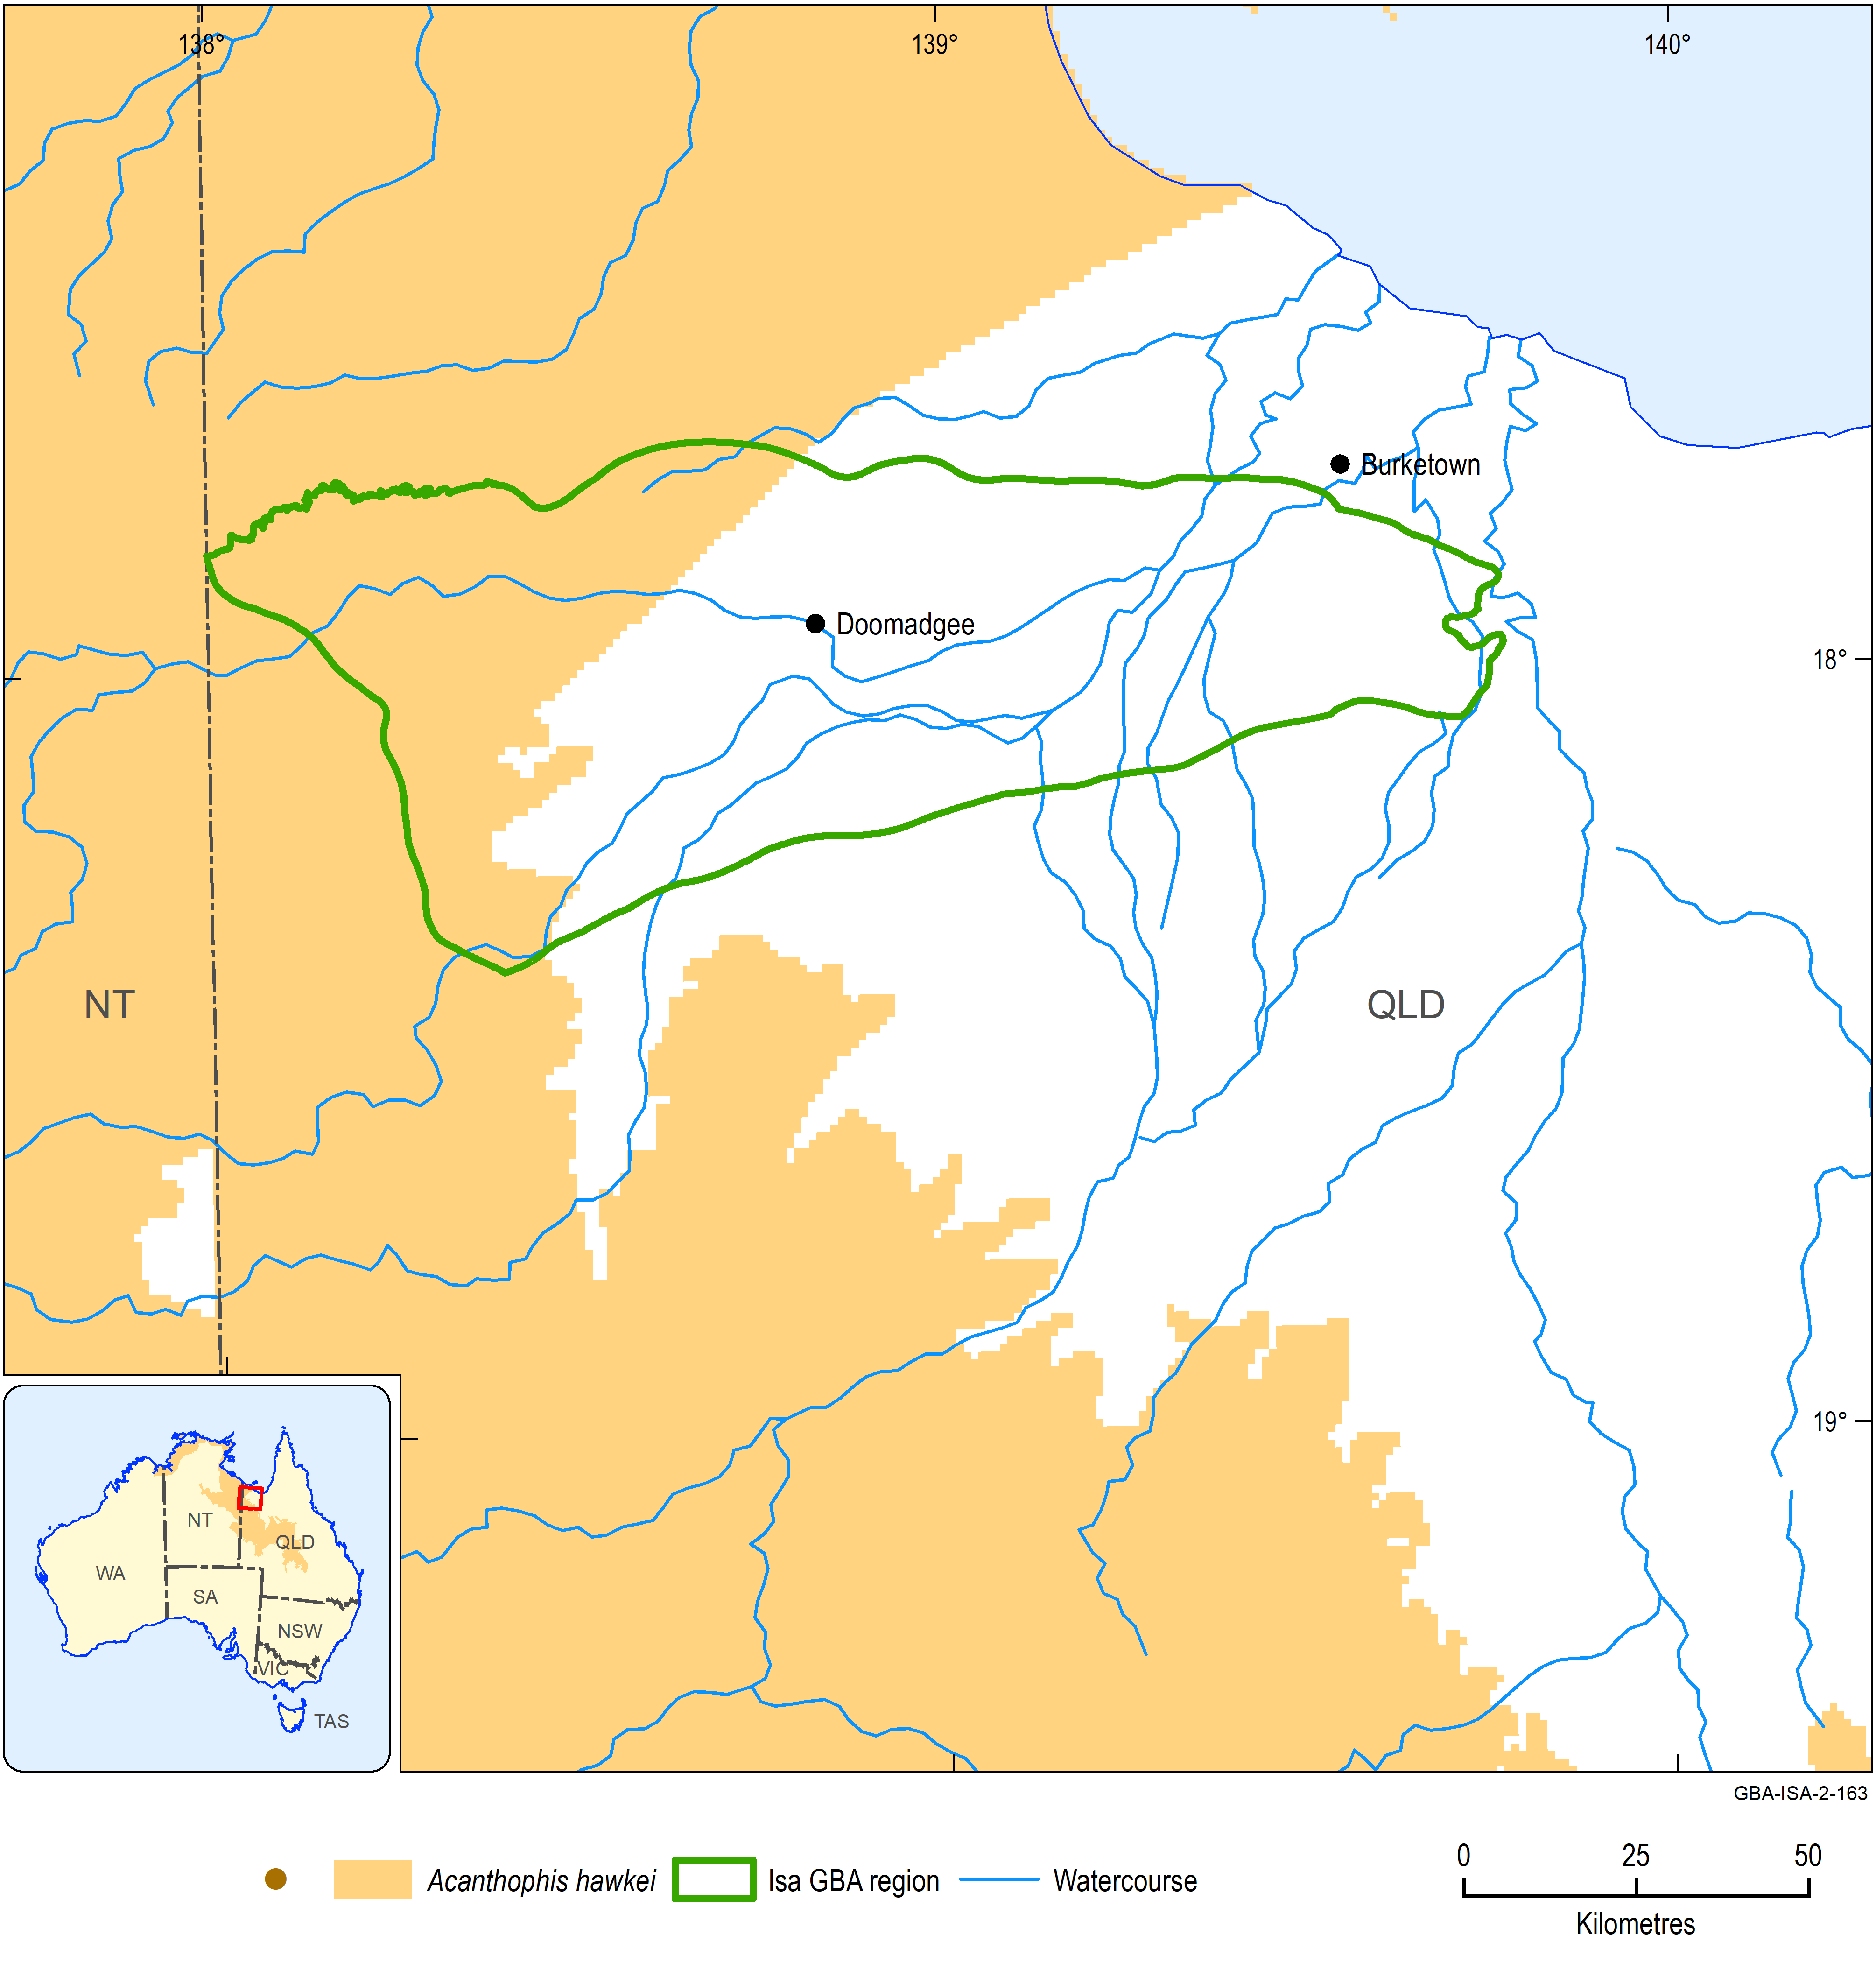 138°
139°
140°
Burketown
Doomadgee
18°
NT
QLD
19°
NT
QLD
WA
SA
NSW
VIC
TAS
GBA-ISA-2-163
Acanthophis hawkei
Isa GBA region
Watercourse
0 25 50
Kilometres